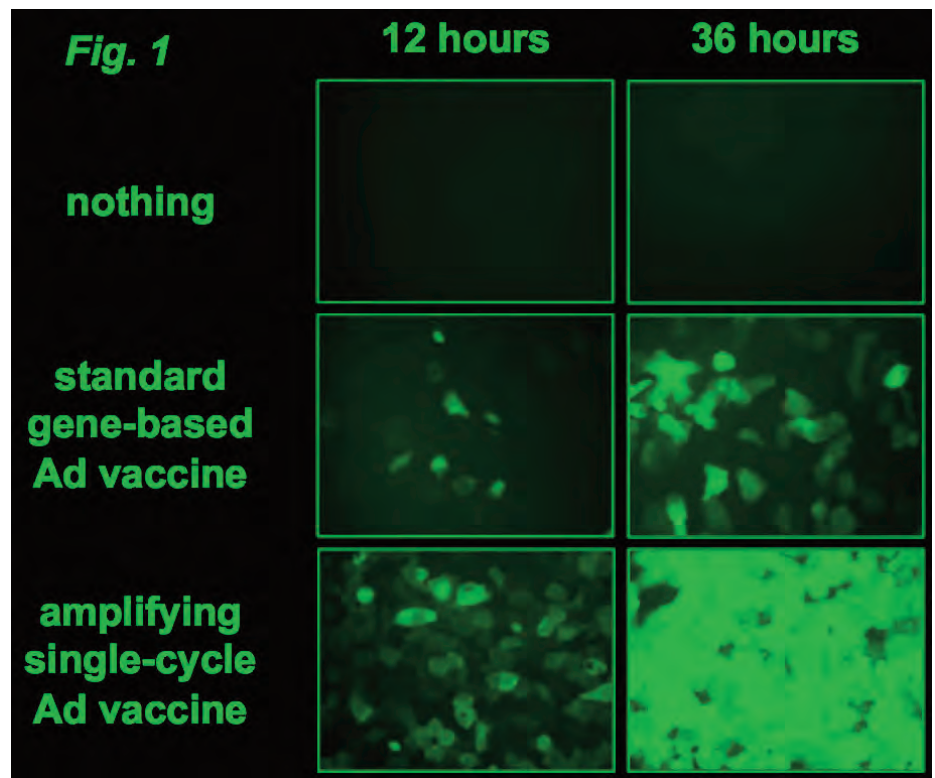 Fig. 1
12 hours
36 hours
nothing
standard
gene-based
Ad vaccine
amplifying
single-cycle
Ad vaccine